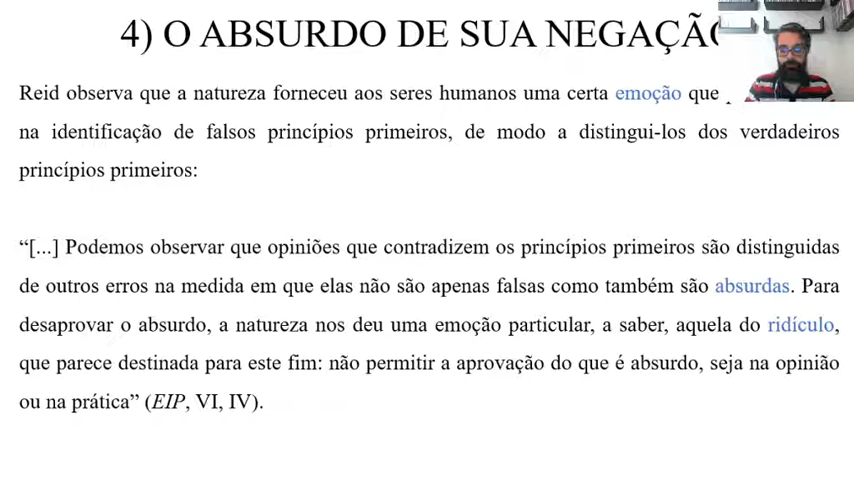 4) O ABSURDO DE SUA NEGAÇÃO
Reid observa que a natureza forneceu aos seres humanos uma certa emoção que
na identificação de falsos princípios primeiros, de modo a distingui-los dos verdadeiros
princípios primeiros:
“[...] Podemos observar que opiniões que contradizem os princípios primeiros são distinguidas
de outros erros na medida em que elas não são apenas falsas como também são absurdas. Para
desaprovar o absurdo, a natureza nos deu uma emoção particular, a saber, aquela do ridículo,
que parece destinada para este fim: não permitir a aprovação do que é absurdo, seja na opinião
ou na prática” (EIP, VI, IV).